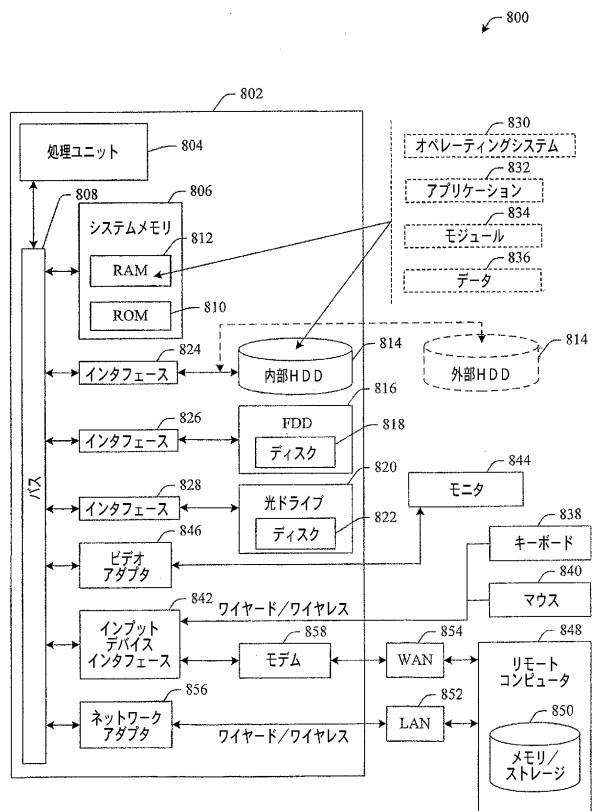 800
802
処理ユニット
804
808
806
システムメモリ
812
RAM
810
ROM
830
オペレーティングシステム
832
アプリケーション
834
モジュール
836
データ
824
インタフェース
814
内部HDD
814
外部HDD
826
インタフェース
816
FDD
818
ディスク
828
インタフェース
820
光ドライブ
822
ディスク
バス
844
モニタ
846
ビデオ
アダプタ
838
キーボード
840
マウス
842
インプット
デバイス
インタフェース
ワイヤード/ワイヤレス
858
モデム
854
WAN
848
リモート
コンピュータ
856
ネットワーク
アダプタ
ワイヤード/ワイヤレス
852
LAN
850
メモリ/
ストレージ